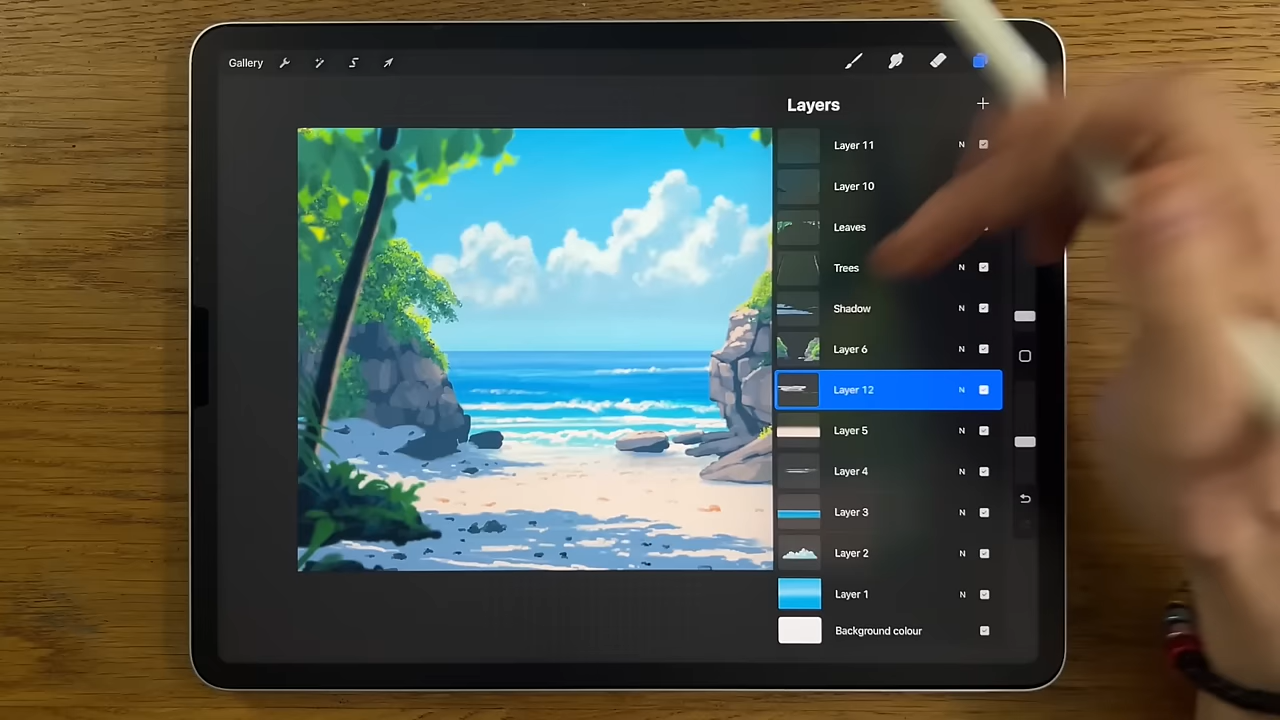 Gallery
Layers
Layer 11 N
Layer 10
Leaves
Trees N
Shadow N
Layer 6 N
Layer 12 N
Layer 5 N
Layer 4 N
Layer 3 N
Layer 2 N
Layer 1 N
Background colour